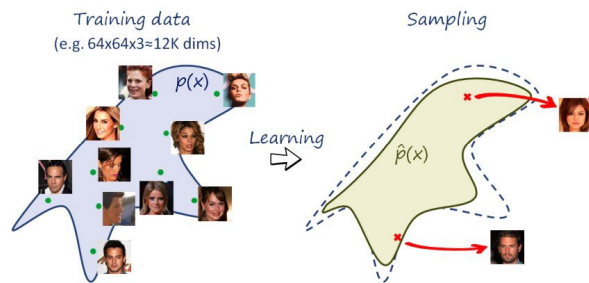 Training data
(e.g. 64x64x3≈12K dims)
p(x)
Learning
Sampling
p̂(x)